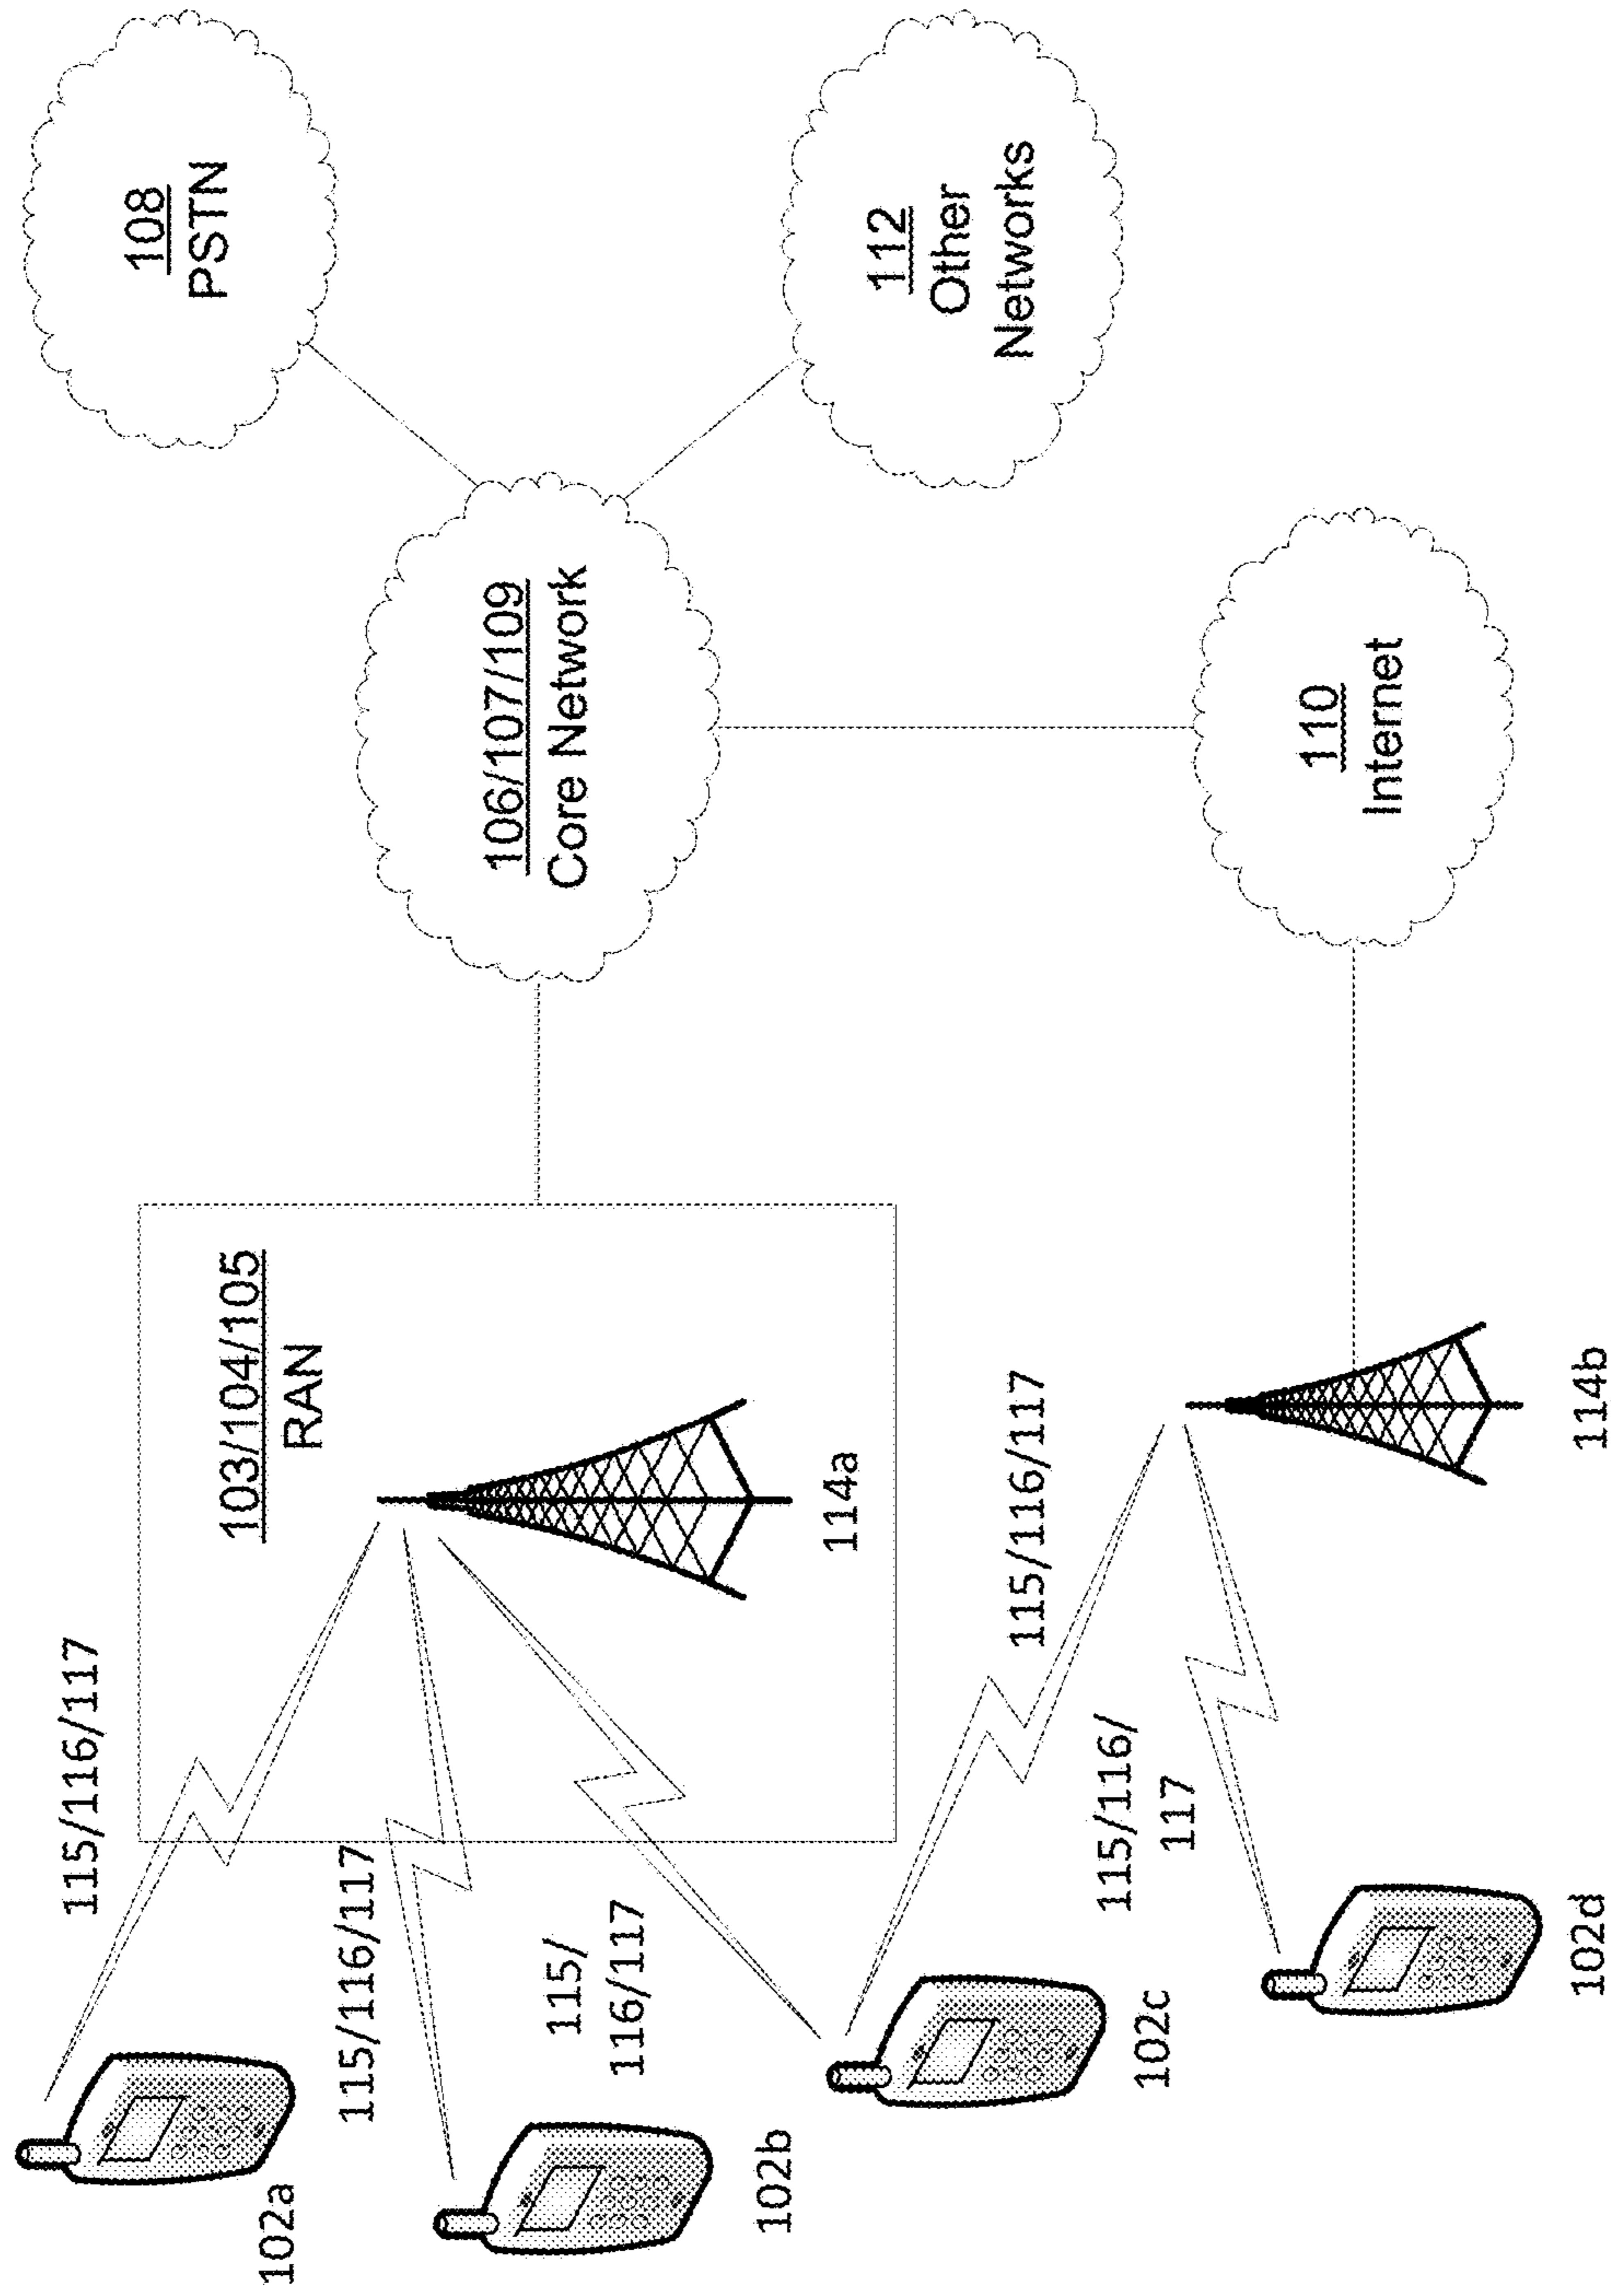 115/116/117
102a
103/104/105
RAN
115/116/117
102b
115/
116/117
114a
102c
115/116/117
115/116/
117
102d
114b
106/107/109
Core Network
108
PSTN
112
Other
Networks
110
Internet